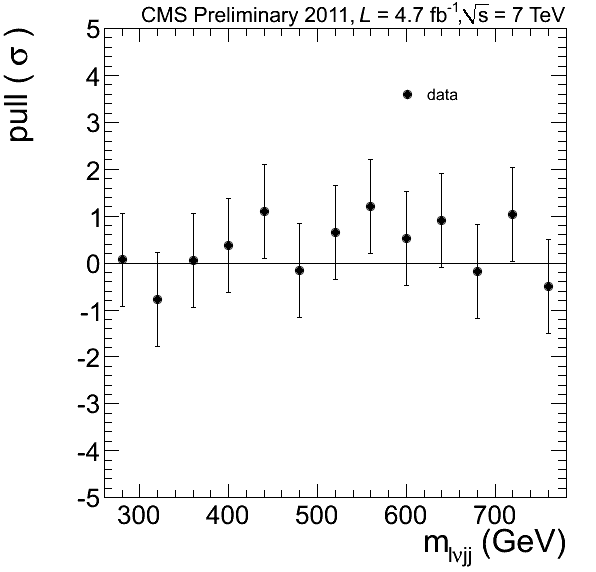 CMS Preliminary 2011, L = 4.7 fb⁻¹,√s = 7 TeV
pull ( σ )
data
5
4
3
2
1
0
-1
-2
-3
-4
-5
300 400 500 600 700
m_lνjj (GeV)